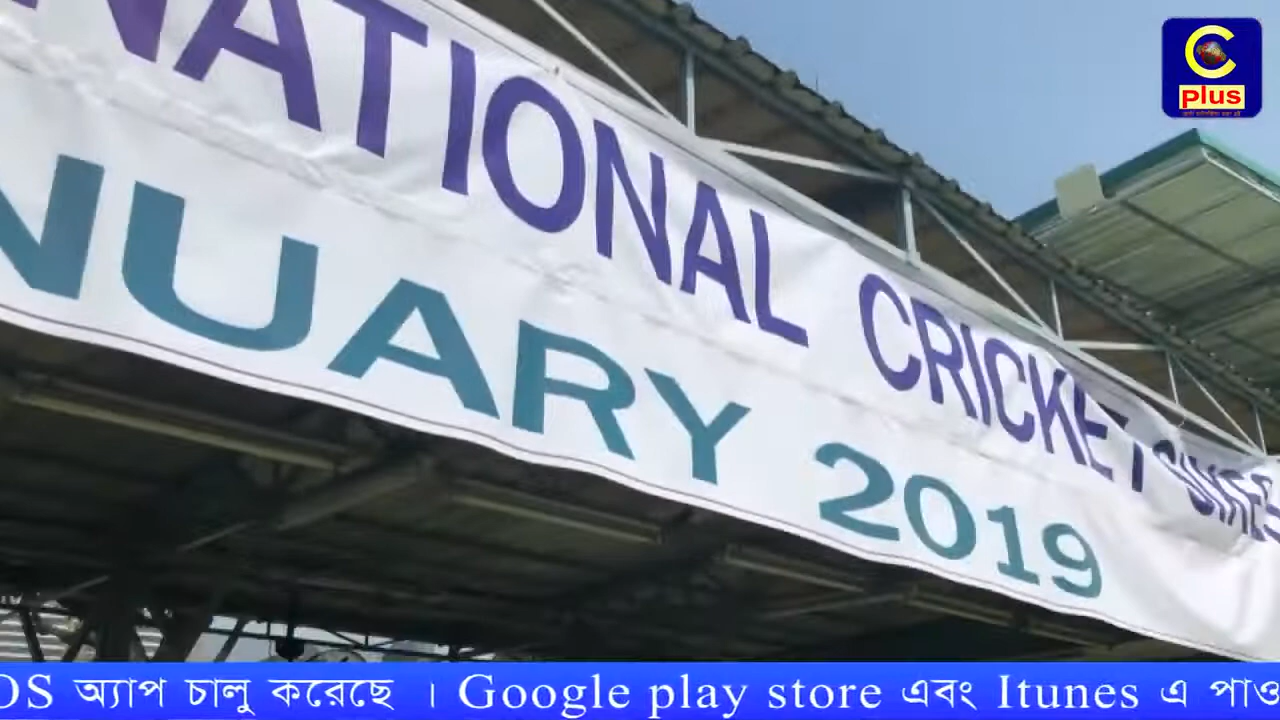 NATIONAL CRICKET
NUARY 2019
C
plus
OS অ্যাপ চালু করেছে । Google play store এবং Itunes এ পাও